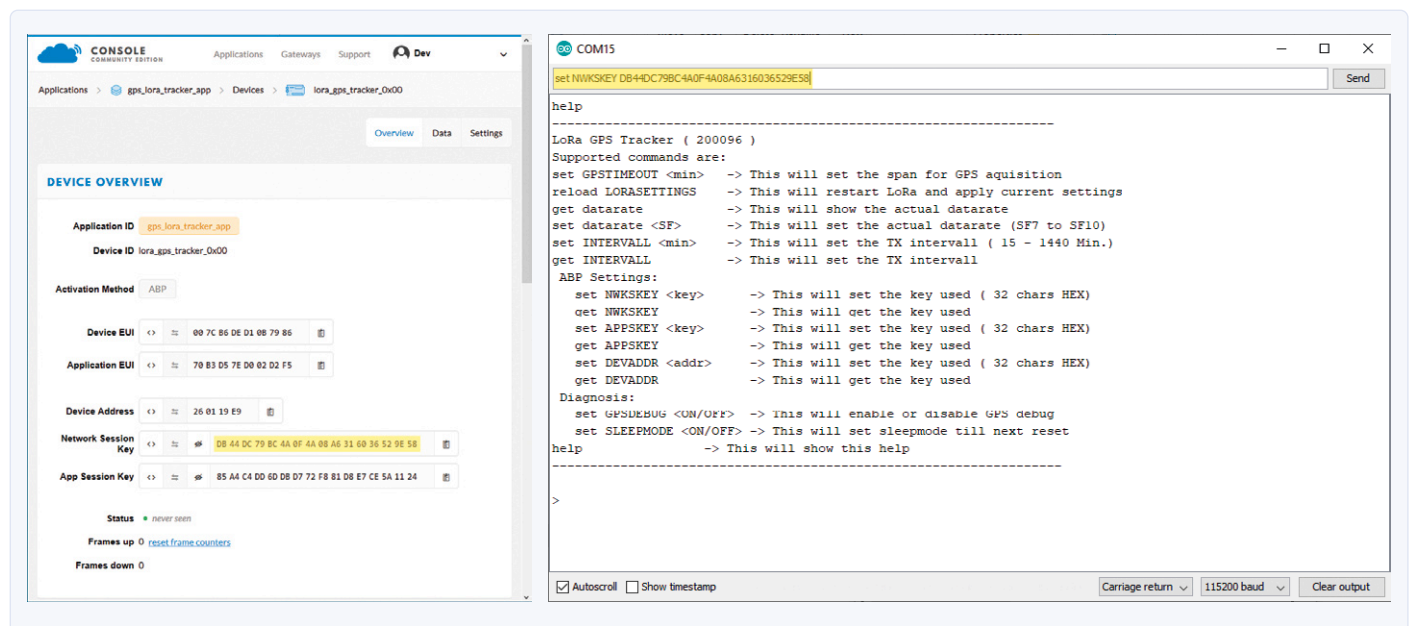 CONSOLE
COMMUNITY EDITION
Applications Gateways Support Dev
Applications > gps_lora_tracker_app > Devices > lora_gps_tracker_0x00
Overview Data Settings
DEVICE OVERVIEW
Application ID gps_lora_tracker_app
Device ID lora_gps_tracker_0x00
Activation Method ABP
Device EUI <> 00 7C 86 DE D1 0B 79 86
Application EUI <> 70 B3 D5 7E D0 02 D2 F5
Device Address <> 26 01 19 E9
Network Session Key <> DB 44 DC 79 BC 4A 0F 4A 08 A6 31 60 36 52 9E 58
App Session Key <> 85 A4 C4 DD 6D DB D7 72 F8 81 D8 E7 CE 5A 11 24
Status never seen
Frames up 0 reset frame counters
Frames down 0
COM15
set NWKSKEY DB44DC79BC4A0F4A08A6316036529E58
Send
help
------------------------------------------------------------------
LoRa GPS Tracker ( 200096 )
Supported commands are:
set GPSTIMEOUT <min> -> This will set the span for GPS aquisition
reload LORASETTINGS -> This will restart LoRa and apply current settings
get datarate -> This will show the actual datarate
set datarate <SF> -> This will set the actual datarate (SF7 to SF10)
set INTERVALL <min> -> This will set the TX intervall ( 15 - 1440 Min.)
get INTERVALL -> This will set the TX intervall
ABP Settings:
set NWKSKEY <key> -> This will set the key used ( 32 chars HEX)
get NWKSKEY -> This will get the key used
set APPSKEY <key> -> This will set the key used ( 32 chars HEX)
get APPSKEY -> This will get the key used
set DEVADDR <addr> -> This will set the key used ( 32 chars HEX)
get DEVADDR -> This will get the key used
Diagnosis:
set GPSDEBUG <ON/OFF> -> This will enable or disable GPS debug
set SLEEPMODE <ON/OFF> -> This will set sleepmode till next reset
help -> This will show this help
-------------------------------------------------------------------
>
Autoscroll Show timestamp Carriage return 115200 baud Clear output